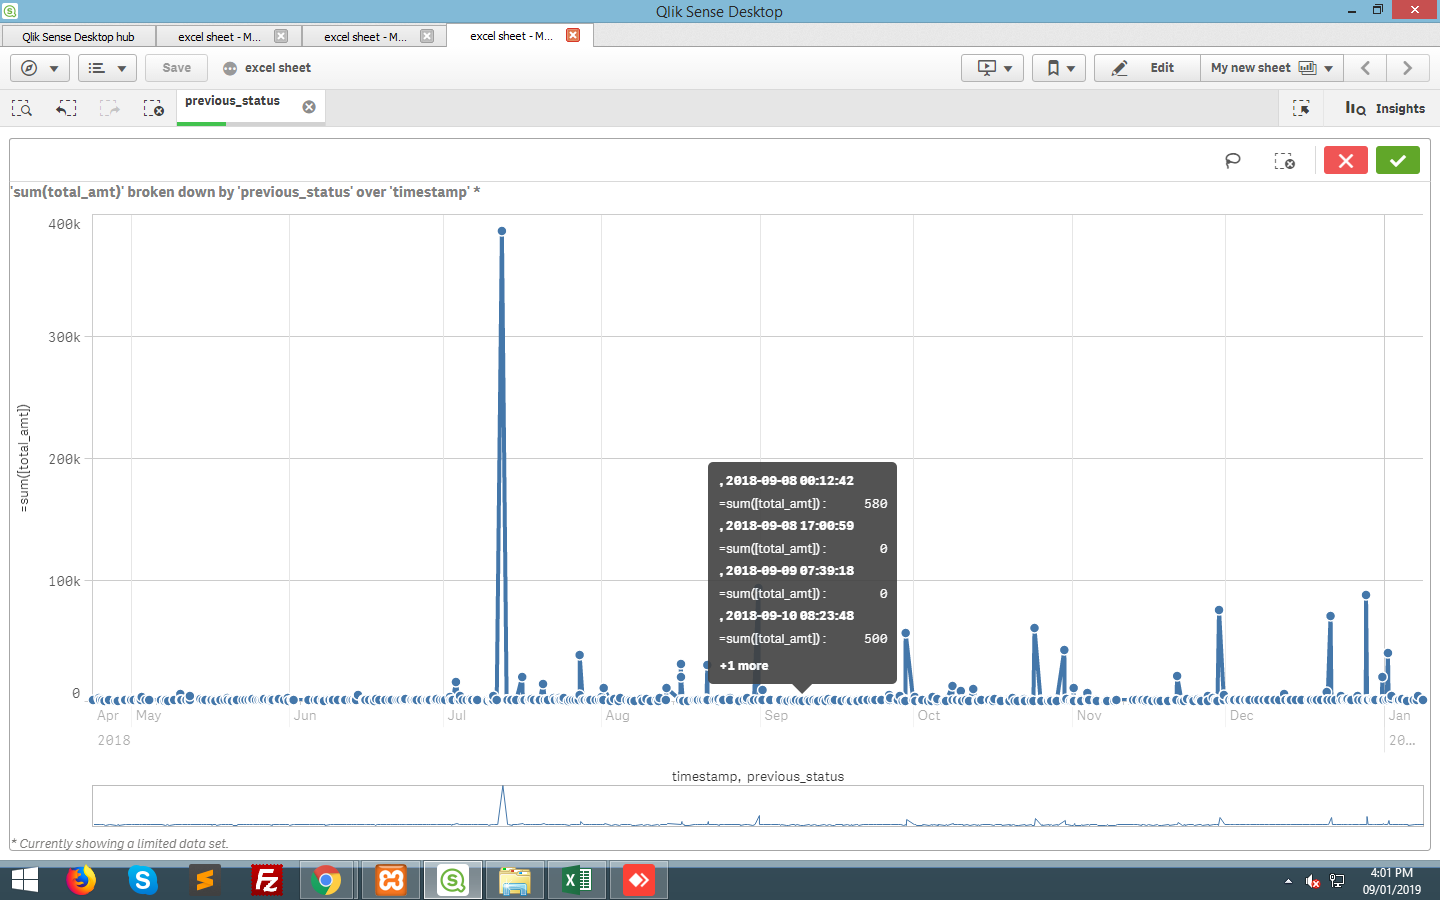 Qlik Sense Desktop
Qlik Sense Desktop hub
excel sheet - M...
excel sheet - M...
excel sheet - M...
Save
excel sheet
Edit
My new sheet
previous_status
Insights
'sum(total_amt)' broken down by 'previous_status' over 'timestamp' *
400k
300k
200k
100k
0
=sum([total_amt])
, 2018-09-08 00:12:42
=sum([total_amt]) : 580
, 2018-09-08 17:00:59
=sum([total_amt]) : 0
, 2018-09-09 07:39:18
=sum([total_amt]) : 0
, 2018-09-10 08:23:48
=sum([total_amt]) : 500
+1 more
Apr May Jun Jul Aug Sep Oct Nov Dec Jan
2018 20...
timestamp, previous_status
* Currently showing a limited data set.
4:01 PM
09/01/2019